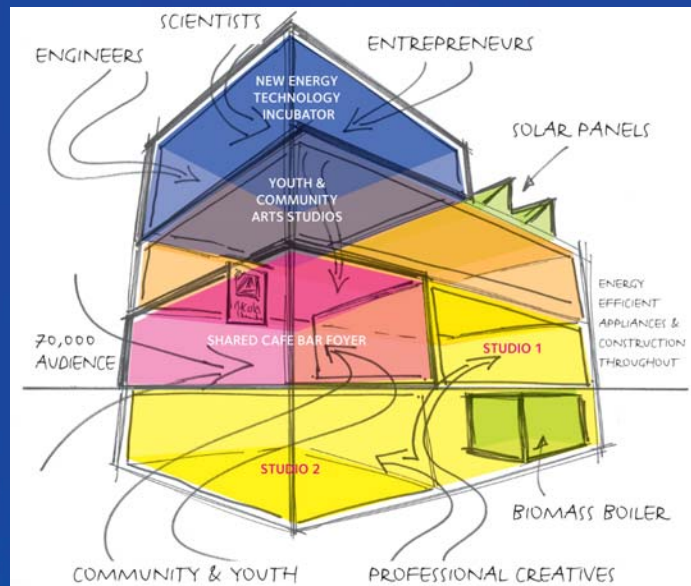 SCIENTISTS
ENGINEERS
ENTREPRENEURS
NEW ENERGY
TECHNOLOGY
INCUBATOR
SOLAR PANELS
YOUTH &
COMMUNITY
ARTS STUDIOS
ENERGY
EFFICIENT
APPLIANCES &
CONSTRUCTION
THROUGHOUT
70,000
AUDIENCE
SHARED CAFE BAR FOYER
STUDIO 1
STUDIO 2
BIOMASS BOILER
COMMUNITY & YOUTH
PROFESSIONAL CREATIVES